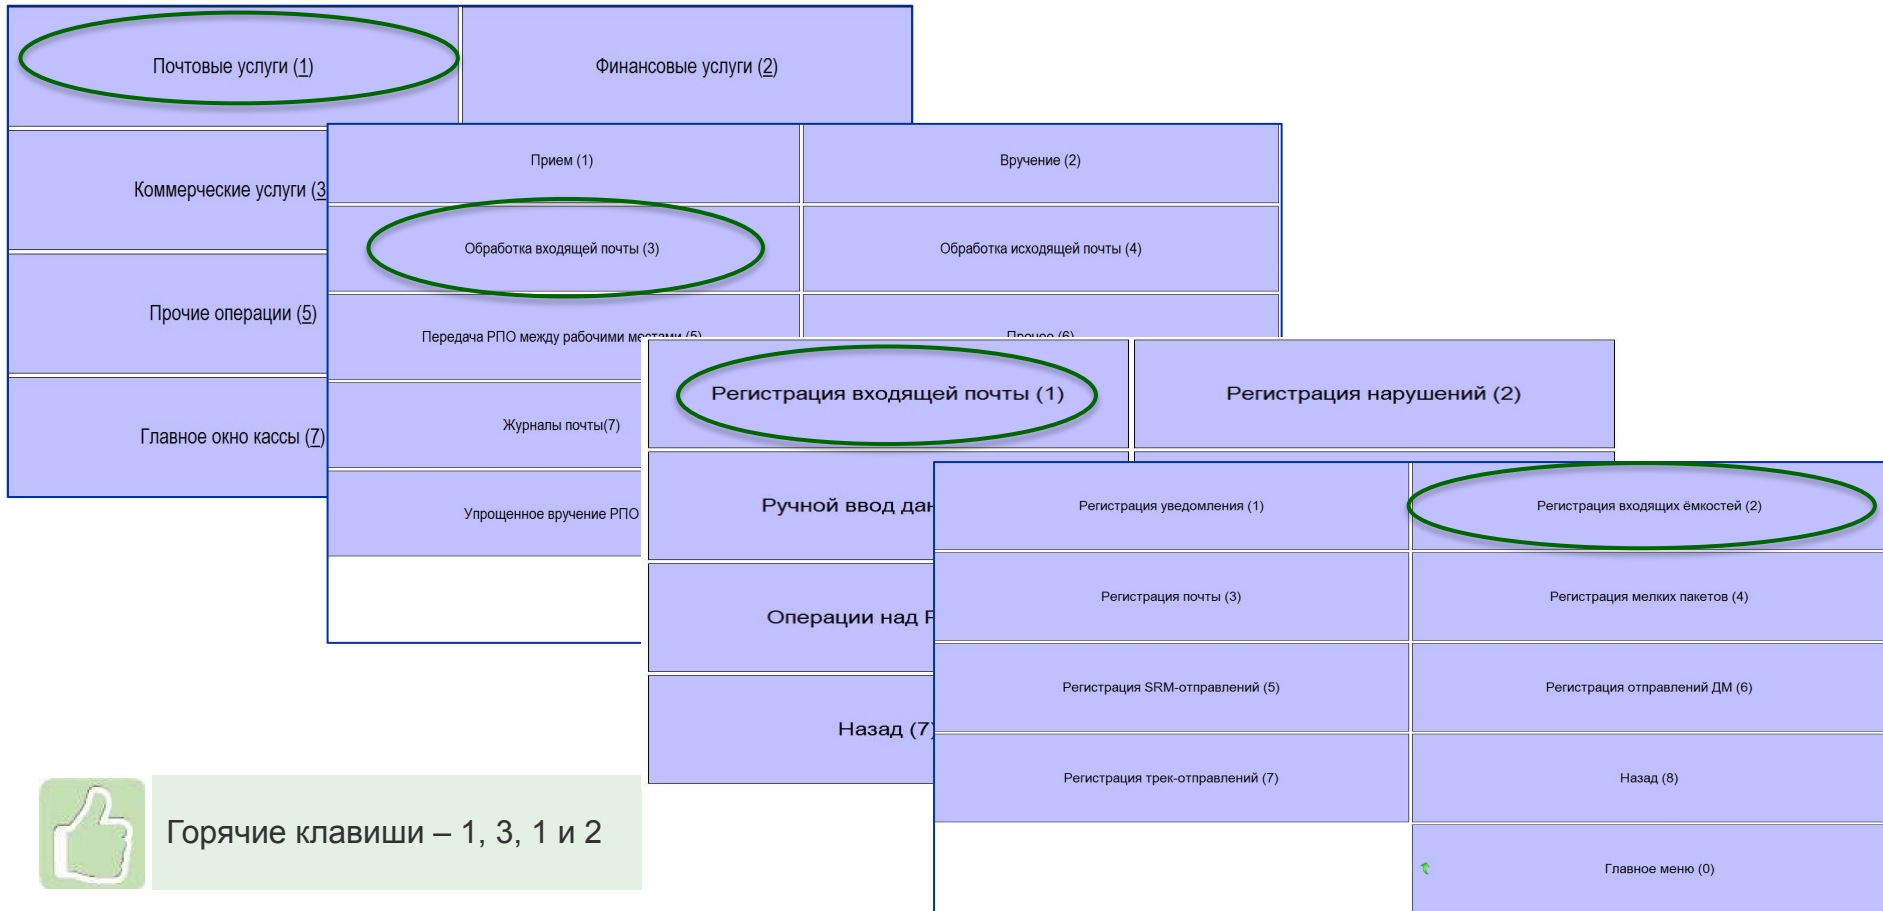 Почтовые услуги (1)
Финансовые услуги (2)
Коммерческие услуги (3
Прочие операции (5)
Главное окно кассы (7)
Прием (1)
Вручение (2)
Обработка входящей почты (3)
Обработка исходящей почты (4)
Передача РПО между рабочими местами (5)
Прочее (6)
Журналы почты(7)
Упрощенное вручение РПО
Регистрация входящей почты (1)
Регистрация нарушений (2)
Ручной ввод дан
Операции над Р
Назад (7)
Регистрация уведомления (1)
Регистрация входящих ёмкостей (2)
Регистрация почты (3)
Регистрация мелких пакетов (4)
Регистрация SRM-отправлений (5)
Регистрация отправлений ДМ (6)
Регистрация трек-отправлений (7)
Назад (8)
Главное меню (0)
Горячие клавиши – 1, 3, 1 и 2